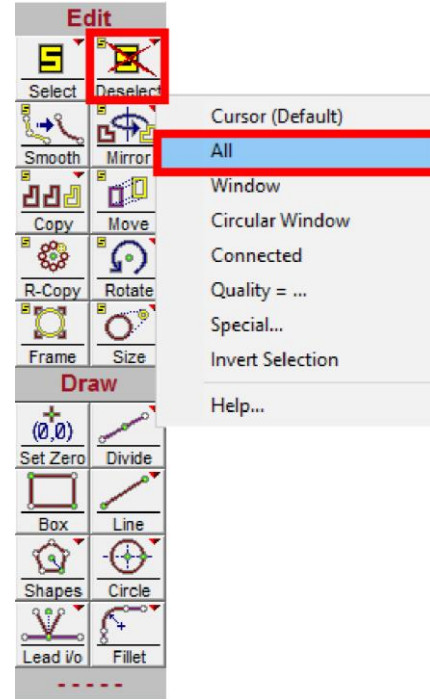 Edit
Select Deselect
Smooth Mirror
Copy Move
R-Copy Rotate
Frame Size
Draw
(0,0)
Set Zero Divide
Box Line
Shapes Circle
Lead i/o Fillet
Cursor (Default)
All
Window
Circular Window
Connected
Quality = ...
Special...
Invert Selection
Help...